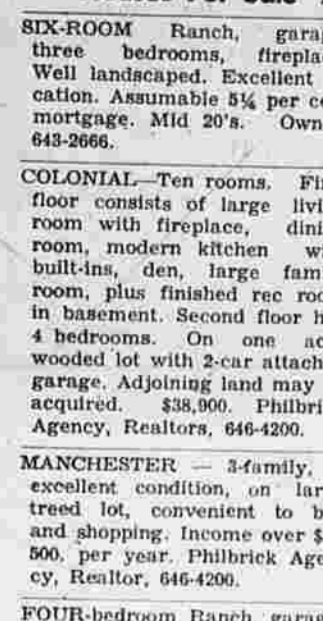 SIX-ROOM Ranch, gara
three bedrooms, firepla
Well landscaped. Excellent
cation. Assumable 5¼ per ce
mortgage. Mid 20's. Own
643-2666.
COLONIAL—Ten rooms. Fi
floor consists of large livi
room with fireplace, dini
room, modern kitchen w
built-ins, den, large fam
room, plus finished rec roo
in basement. Second floor h
4 bedrooms. On one ac
wooded lot with 2-car attach
garage. Adjoining land may
acquired. $38,900. Philbri
Agency, Realtors, 646-4200.
MANCHESTER — 3-family,
excellent condition, on lar
treed lot, convenient to b
and shopping. Income over $
500. per year. Philbrick Age
cy, Realtor, 646-4200.
FOUR-bedroom Ranch garag